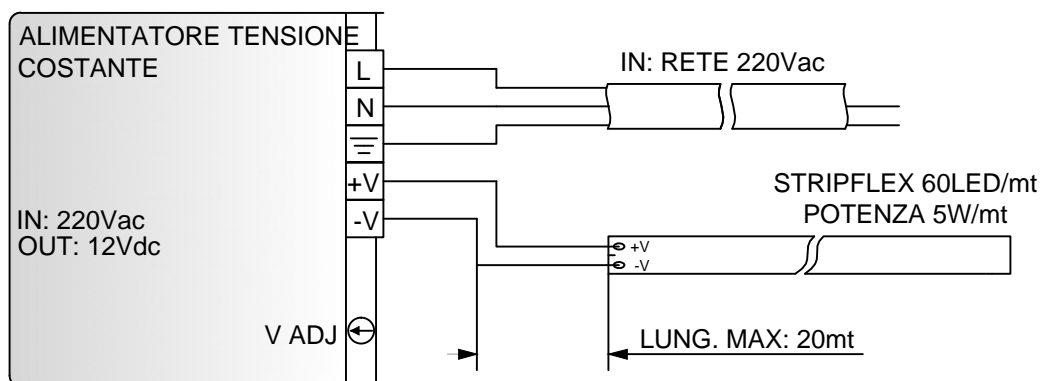 ALIMENTATORE TENSIONE
COSTANTE
L
N
+V
-V
IN: 220Vac
OUT: 12Vdc
V ADJ
IN: RETE 220Vac
STRIPFLEX 60LED/mt
POTENZA 5W/mt
+V
-V
LUNG. MAX: 20mt